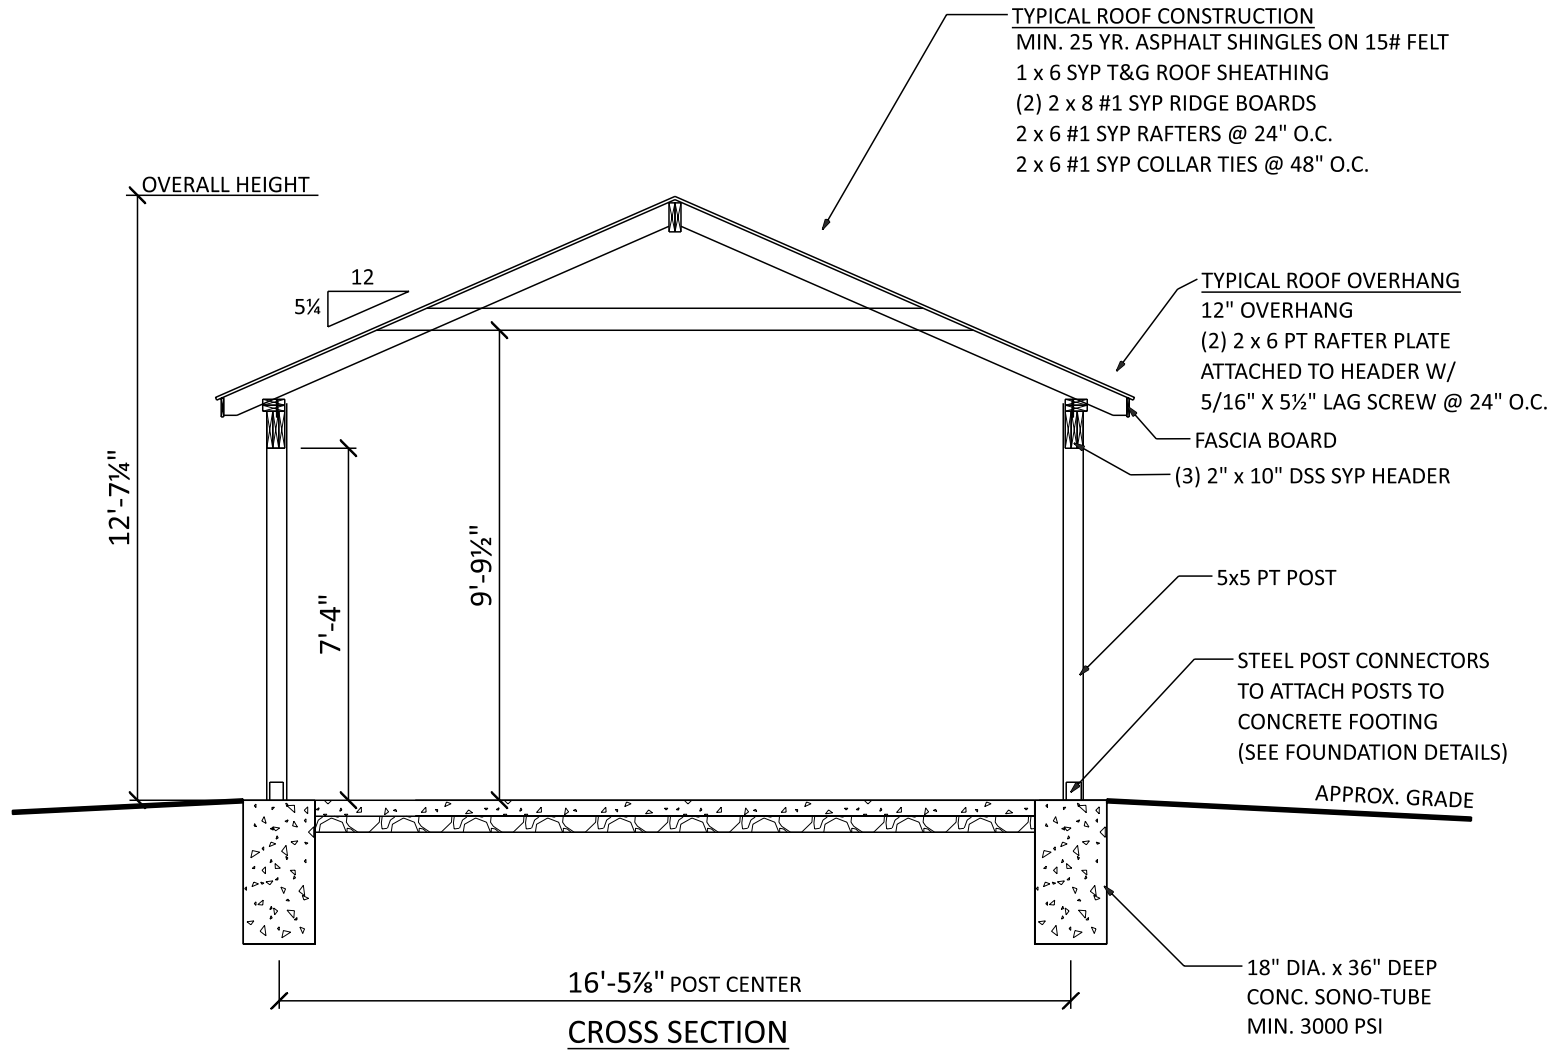 TYPICAL ROOF CONSTRUCTION
MIN. 25 YR. ASPHALT SHINGLES ON 15# FELT
1 x 6 SYP T&G ROOF SHEATHING
(2) 2 x 8 #1 SYP RIDGE BOARDS
2 x 6 #1 SYP RAFTERS @ 24" O.C.
2 x 6 #1 SYP COLLAR TIES @ 48" O.C.
OVERALL HEIGHT
12
5¼
TYPICAL ROOF OVERHANG
12" OVERHANG
(2) 2 x 6 PT RAFTER PLATE
ATTACHED TO HEADER W/
5/16" X 5½" LAG SCREW @ 24" O.C.
FASCIA BOARD
(3) 2" x 10" DSS SYP HEADER
12'-7¼"
7'-4"
9'-9½"
5x5 PT POST
STEEL POST CONNECTORS
TO ATTACH POSTS TO
CONCRETE FOOTING
(SEE FOUNDATION DETAILS)
APPROX. GRADE
18" DIA. x 36" DEEP
CONC. SONO-TUBE
MIN. 3000 PSI
16'-5⅞" POST CENTER
CROSS SECTION